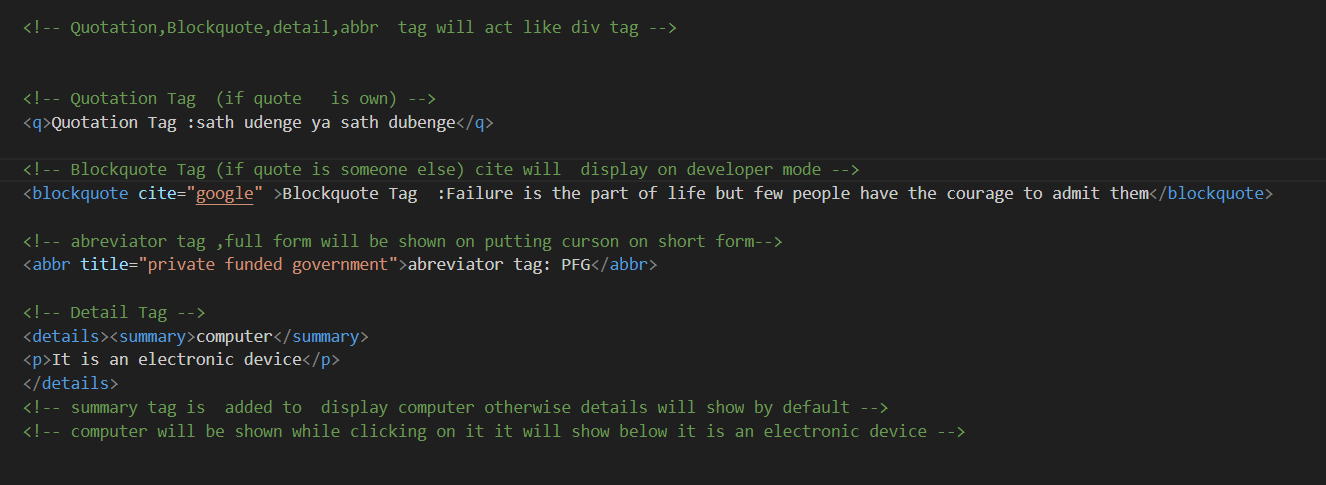 <!-- Quotation,Blockquote,detail,abbr  tag will act like div tag -->
<!-- Quotation Tag  (if quote   is own) -->
<q>Quotation Tag :sath udenge ya sath dubenge</q>
<!-- Blockquote Tag (if quote is someone else) cite will  display on developer mode -->
<blockquote cite="google" >Blockquote Tag  :Failure is the part of life but few people have the courage to admit them</blockquote>
<!-- abreviator tag ,full form will be shown on putting curson on short form-->
<abbr title="private funded government">abreviator tag: PFG</abbr>
<!-- Detail Tag -->
<details><summary>computer</summary>
<p>It is an electronic device</p>
</details>
<!-- summary tag is  added to  display computer otherwise details will show by default -->
<!-- computer will be shown while clicking on it it will show below it is an electronic device -->